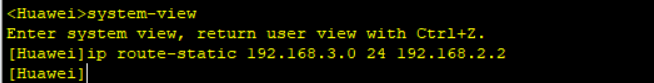 <Huawei>system-view
Enter system view, return user view with Ctrl+Z.
[Huawei]ip route-static 192.168.3.0 24 192.168.2.2
[Huawei]